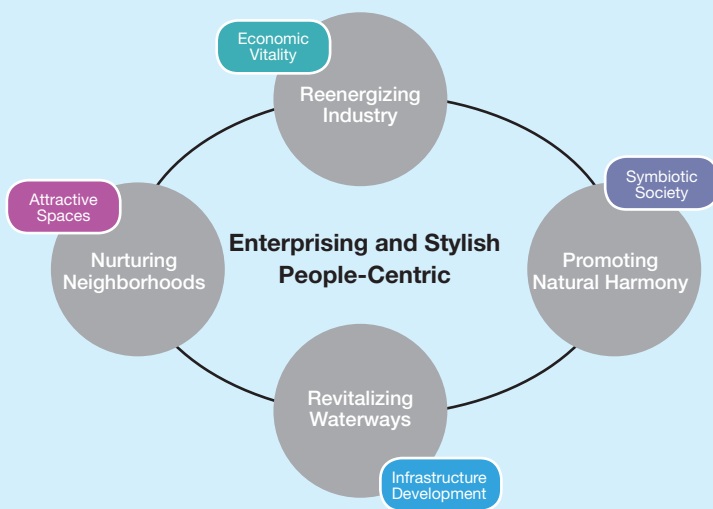 Economic
Vitality
Reenergizing
Industry
Symbiotic
Society
Attractive
Spaces
Nurturing
Neighborhoods
Enterprising and Stylish
People-Centric
Promoting
Natural Harmony
Revitalizing
Waterways
Infrastructure
Development